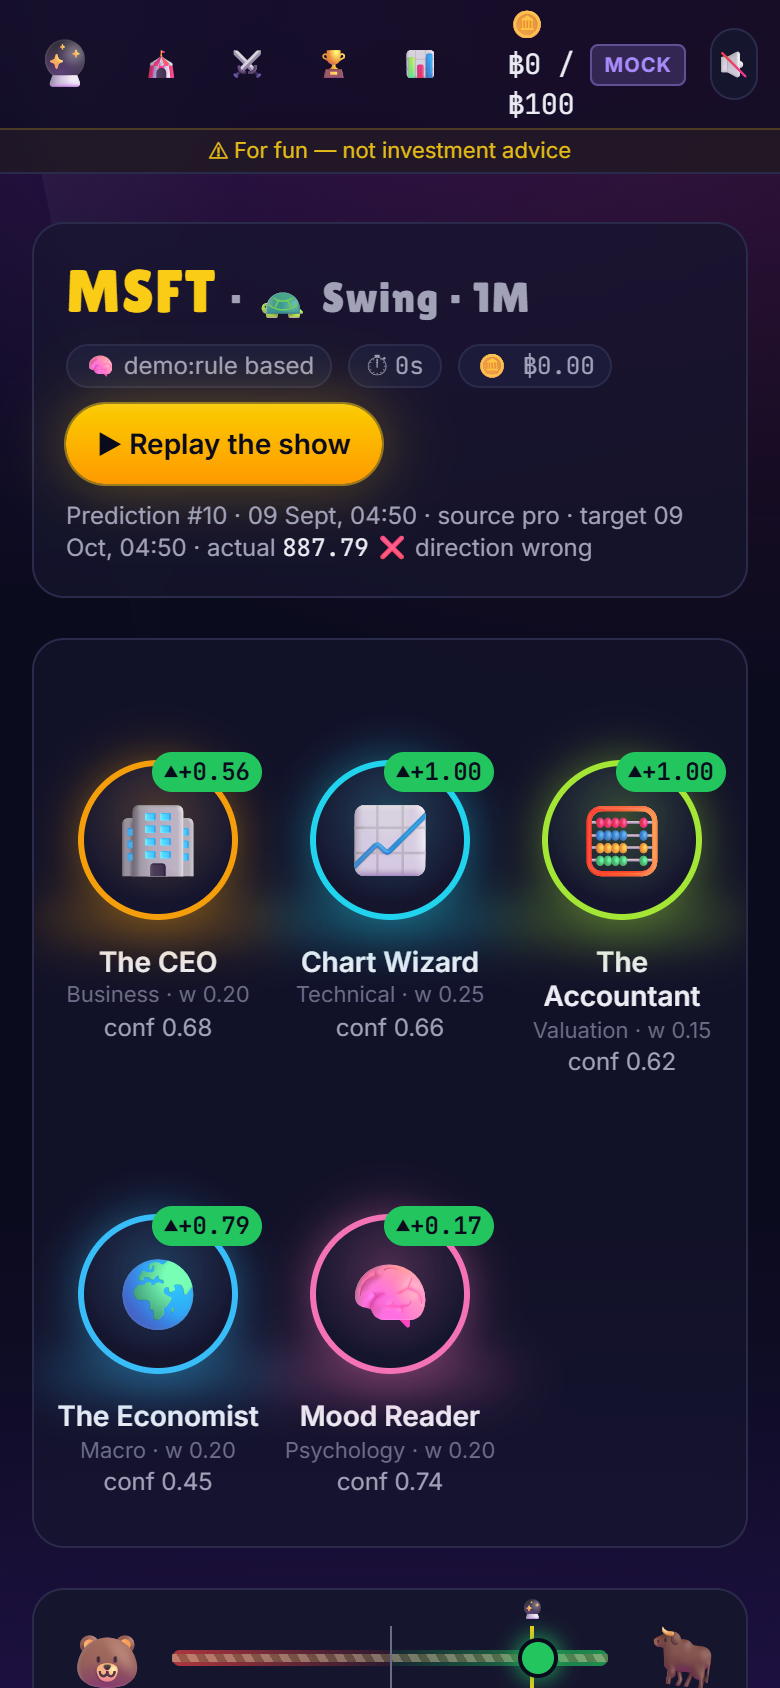 ฿0 /
฿100
MOCK
⚠ For fun — not investment advice
MSFT · 🐢 Swing · 1M
🧠 demo:rule based ⏱ 0s 🪙 ฿0.00
▶ Replay the show
Prediction #10 · 09 Sept, 04:50 · source pro · target 09
Oct, 04:50 · actual 887.79 ❌ direction wrong
▲+0.56 ▲+1.00 ▲+1.00
The CEO
Business · w 0.20
conf 0.68
Chart Wizard
Technical · w 0.25
conf 0.66
The
Accountant
Valuation · w 0.15
conf 0.62
▲+0.79 ▲+0.17
The Economist
Macro · w 0.20
conf 0.45
Mood Reader
Psychology · w 0.20
conf 0.74